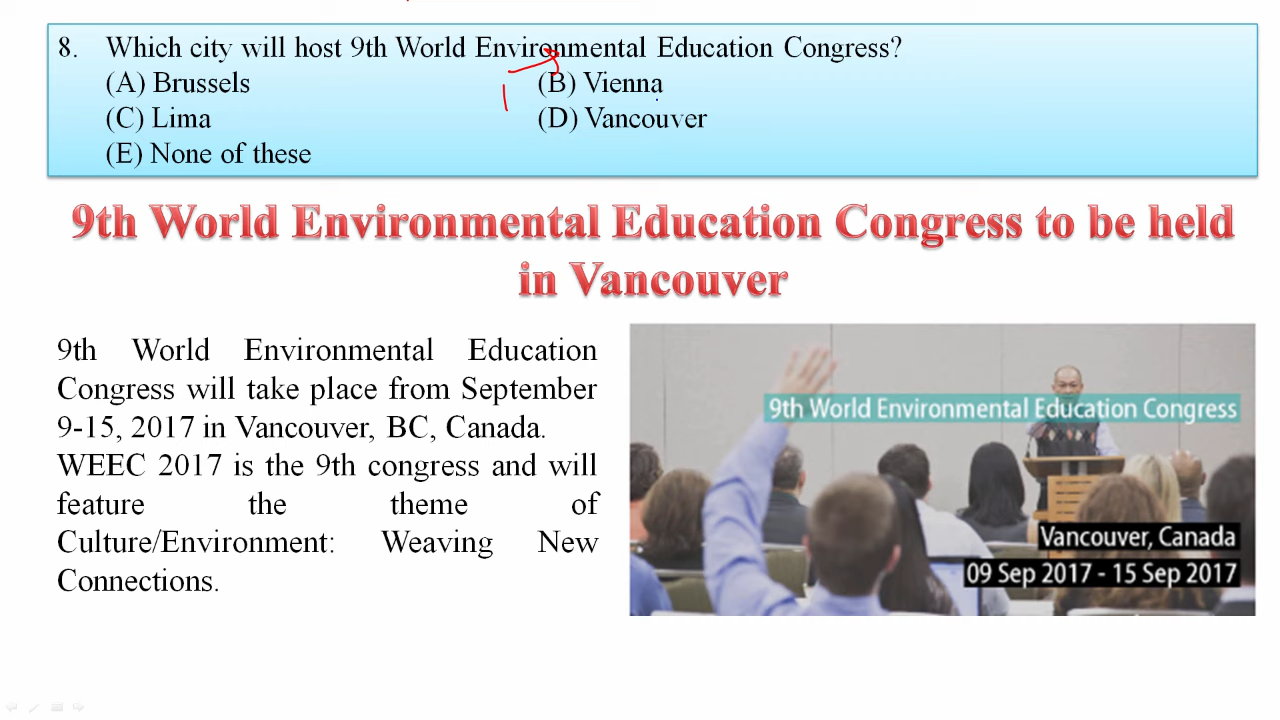 8. Which city will host 9th World Environmental Education Congress?
(A) Brussels (B) Vienna
(C) Lima (D) Vancouver
(E) None of these
9th World Environmental Education Congress to be held
in Vancouver
9th World Environmental Education
Congress will take place from September
9-15, 2017 in Vancouver, BC, Canada.
WEEC 2017 is the 9th congress and will
feature the theme of
Culture/Environment: Weaving New
Connections.
9th World Environmental Education Congress
Vancouver, Canada
09 Sep 2017 - 15 Sep 2017